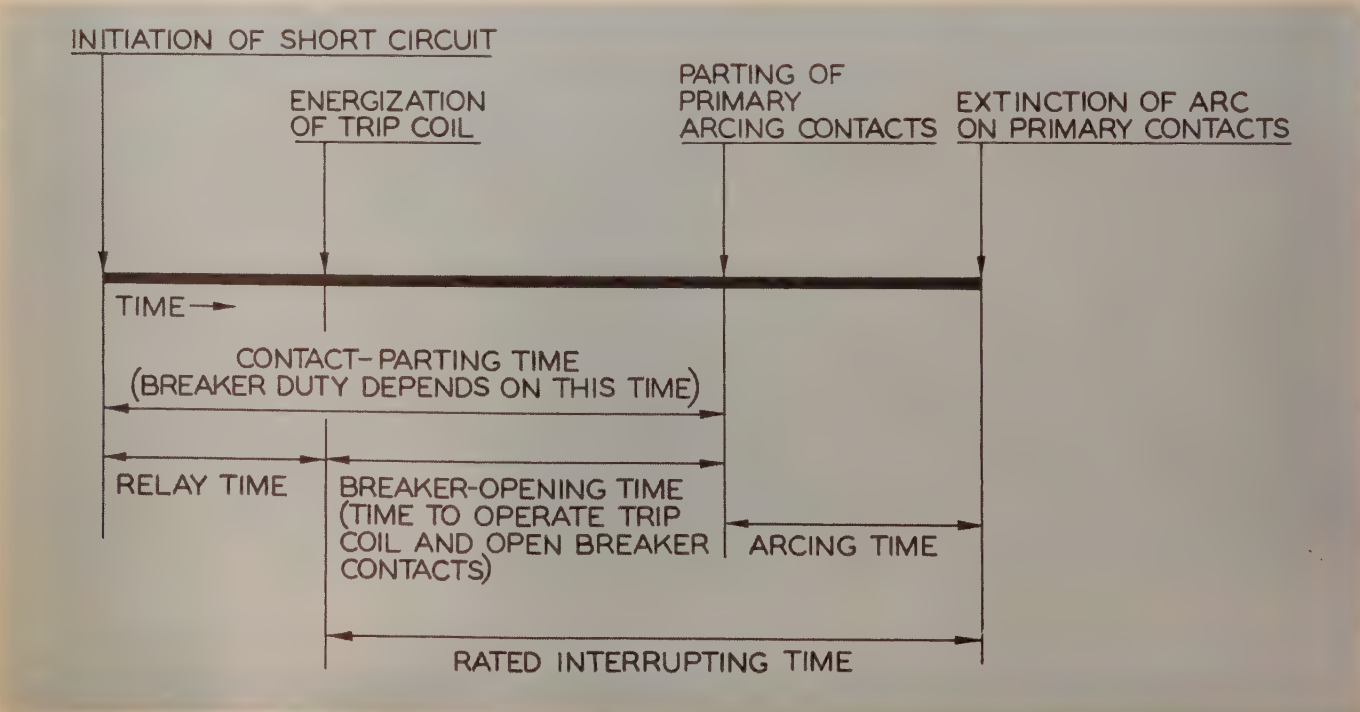 INITIATION OF SHORT CIRCUIT
ENERGIZATION
OF TRIP COIL
PARTING OF
PRIMARY
ARCING CONTACTS
EXTINCTION OF ARC
ON PRIMARY CONTACTS
TIME
CONTACT-PARTING TIME
(BREAKER DUTY DEPENDS ON THIS TIME)
RELAY TIME
BREAKER-OPENING TIME
(TIME TO OPERATE TRIP
COIL AND OPEN BREAKER
CONTACTS)
ARCING TIME
RATED INTERRUPTING TIME